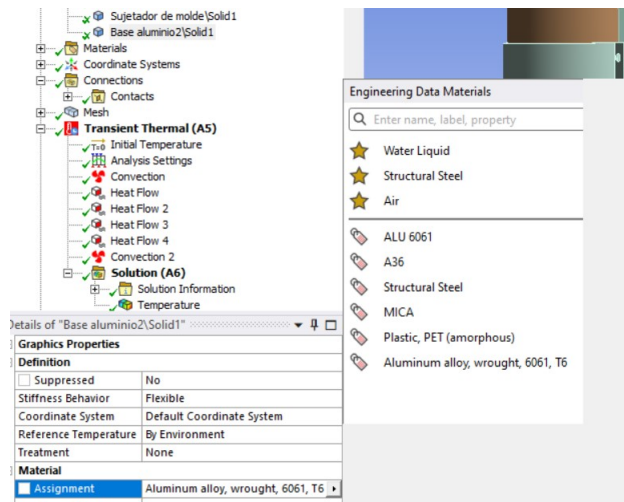 Sujetador de molde\Solid1
Base aluminio2\Solid1
Materials
Coordinate Systems
Connections
Contacts
Mesh
Transient Thermal (A5)
T=0 Initial Temperature
Analysis Settings
Convection
Heat Flow
Heat Flow 2
Heat Flow 3
Heat Flow 4
Convection 2
Solution (A6)
Solution Information
Temperature
Details of "Base aluminio2\Solid1"
Graphics Properties
Definition
Suppressed No
Stiffness Behavior Flexible
Coordinate System Default Coordinate System
Reference Temperature By Environment
Treatment None
Material
Assignment Aluminum alloy, wrought, 6061, T6
Engineering Data Materials
Enter name, label, property
Water Liquid
Structural Steel
Air
ALU 6061
A36
Structural Steel
MICA
Plastic, PET (amorphous)
Aluminum alloy, wrought, 6061, T6